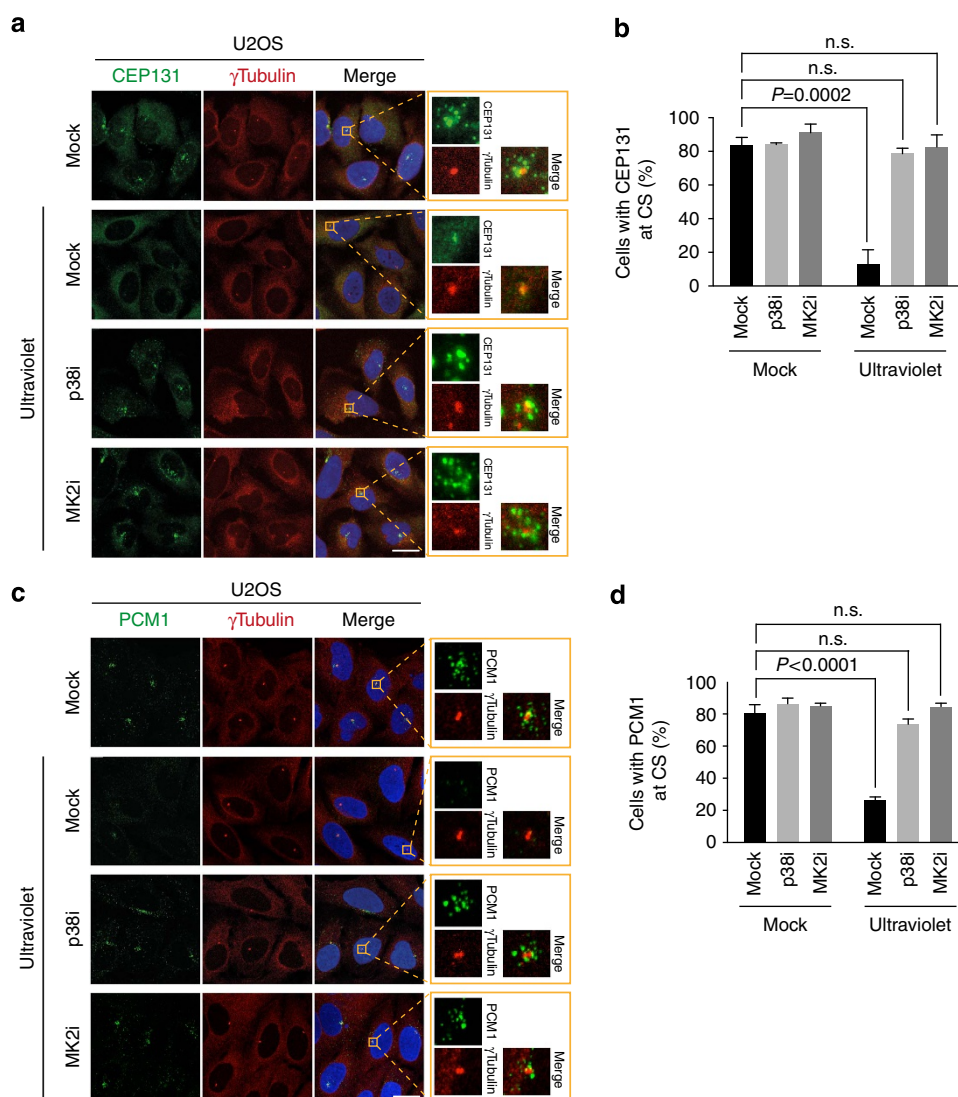 a
U2OS
CEP131 γTubulin Merge
Mock
CEP131
γTubulin
Merge
Ultraviolet
Mock
CEP131
γTubulin
Merge
p38i
CEP131
γTubulin
Merge
MK2i
CEP131
γTubulin
Merge
b
n.s.
n.s.
P=0.0002
Cells with CEP131
at CS (%)
100
80
60
40
20
0
Mock p38i MK2i Mock p38i MK2i
Mock Ultraviolet
c
U2OS
PCM1 γTubulin Merge
Mock
PCM1
γTubulin
Merge
Ultraviolet
Mock
PCM1
γTubulin
Merge
p38i
PCM1
γTubulin
Merge
MK2i
PCM1
γTubulin
Merge
d
n.s.
n.s.
P<0.0001
Cells with PCM1
at CS (%)
100
80
60
40
20
0
Mock p38i MK2i Mock p38i MK2i
Mock Ultraviolet